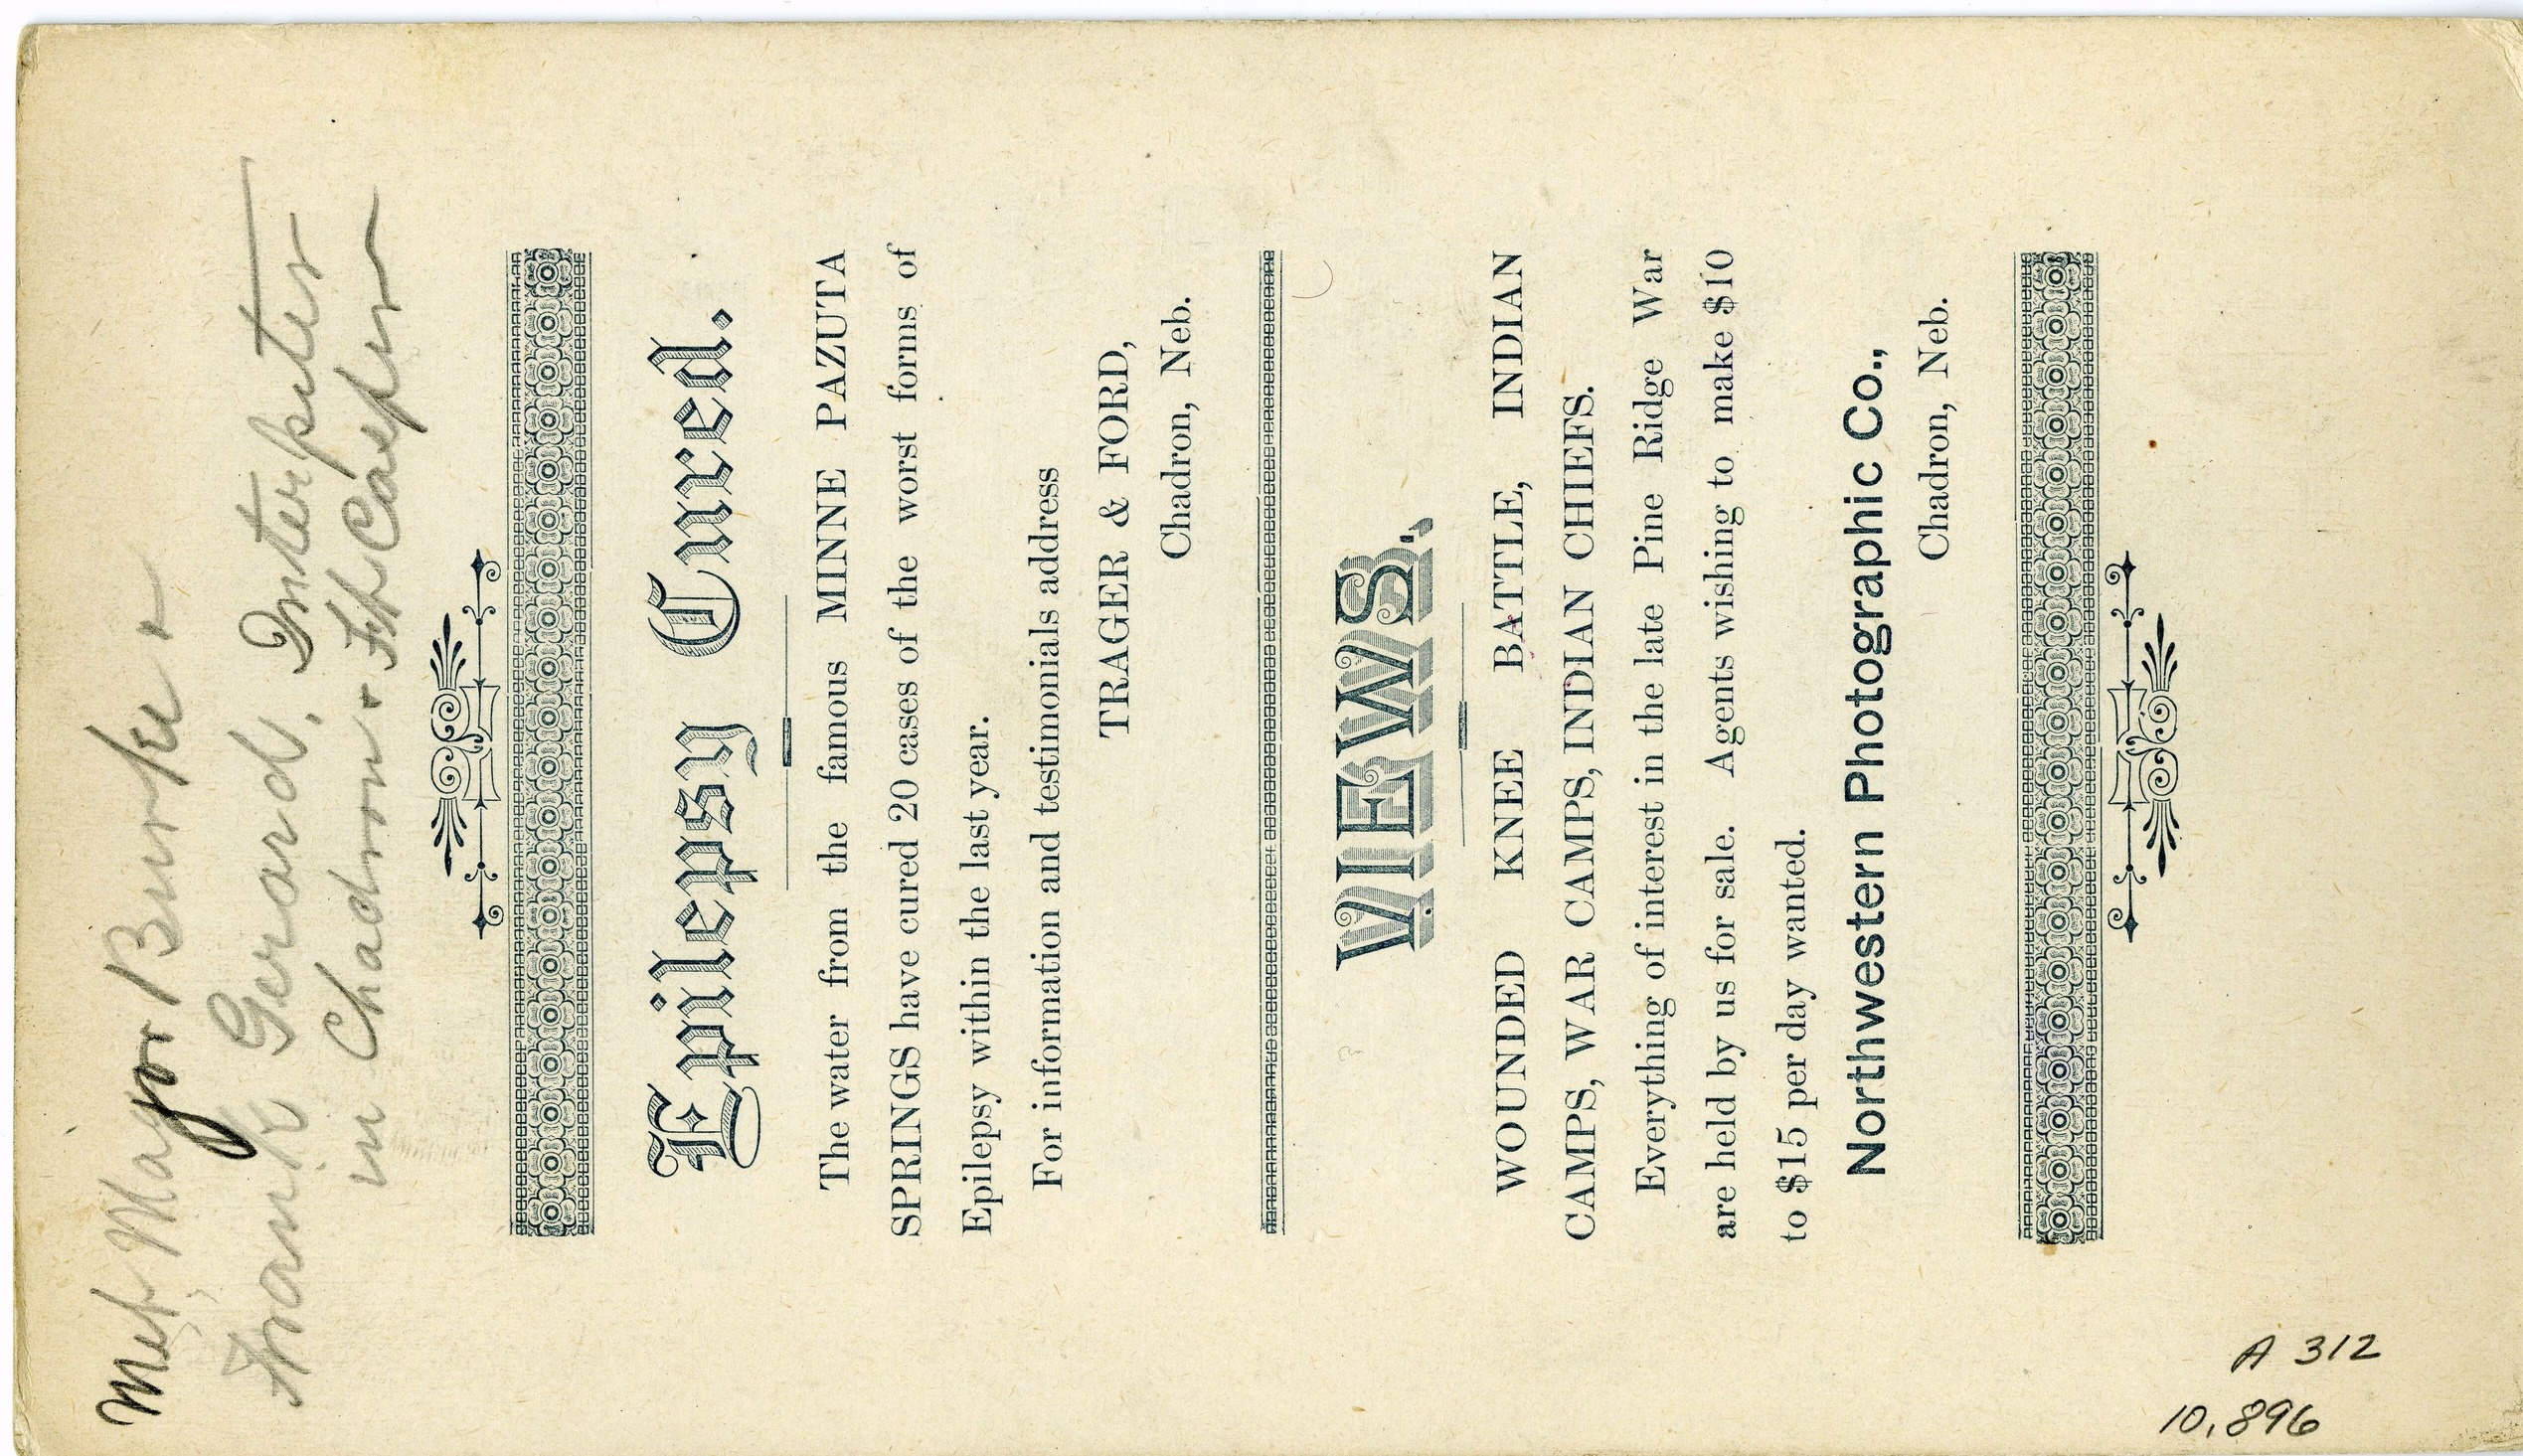 Met Mayor Burke &
Frank Gerard, Interpeter
in Chadron & Ft Casper
Epilepsy Cured.
The water from the famous MINNE PAZUTA
SPRINGS have cured 20 cases of the worst forms of
Epilepsy within the last year.
For information and testimonials address
TRAGER & FORD,
Chadron, Neb.
VIEWS.
WOUNDED KNEE BATTLE, INDIAN
CAMPS, WAR CAMPS, INDIAN CHIEFS.
Everything of interest in the late Pine Ridge War
are held by us for sale. Agents wishing to make $10
to $15 per day wanted.
Northwestern Photographic Co.,
Chadron, Neb.
A 312
10,896